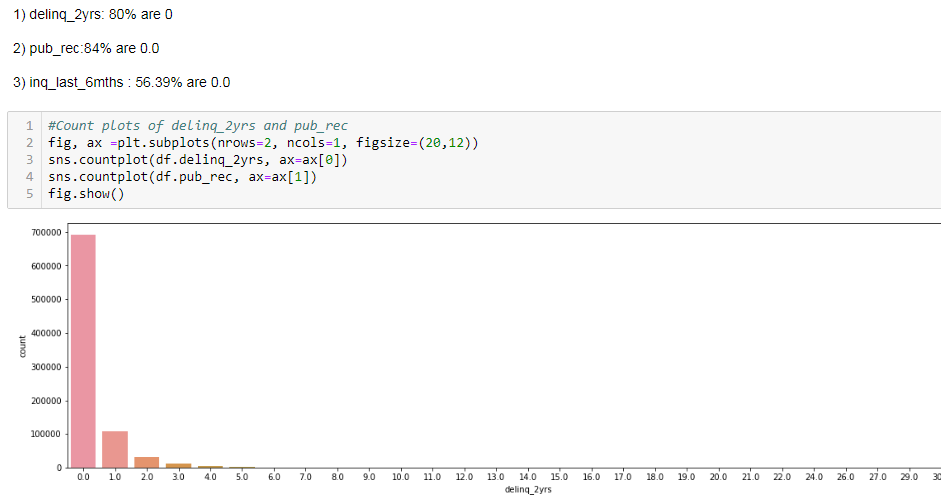 1) delinq_2yrs: 80% are 0
2) pub_rec:84% are 0.0
3) inq_last_6mths : 56.39% are 0.0
1 #Count plots of delinq_2yrs and pub_rec
2 fig, ax =plt.subplots(nrows=2, ncols=1, figsize=(20,12))
3 sns.countplot(df.delinq_2yrs, ax=ax[0])
4 sns.countplot(df.pub_rec, ax=ax[1])
5 fig.show()
700000
600000
500000
400000
300000
200000
100000
0
count
0.0 1.0 2.0 3.0 4.0 5.0 6.0 7.0 8.0 9.0 10.0 11.0 12.0 13.0 14.0 15.0 16.0 17.0 18.0 19.0 20.0 21.0 22.0 24.0 26.0 27.0 29.0 30
delinq_2yrs